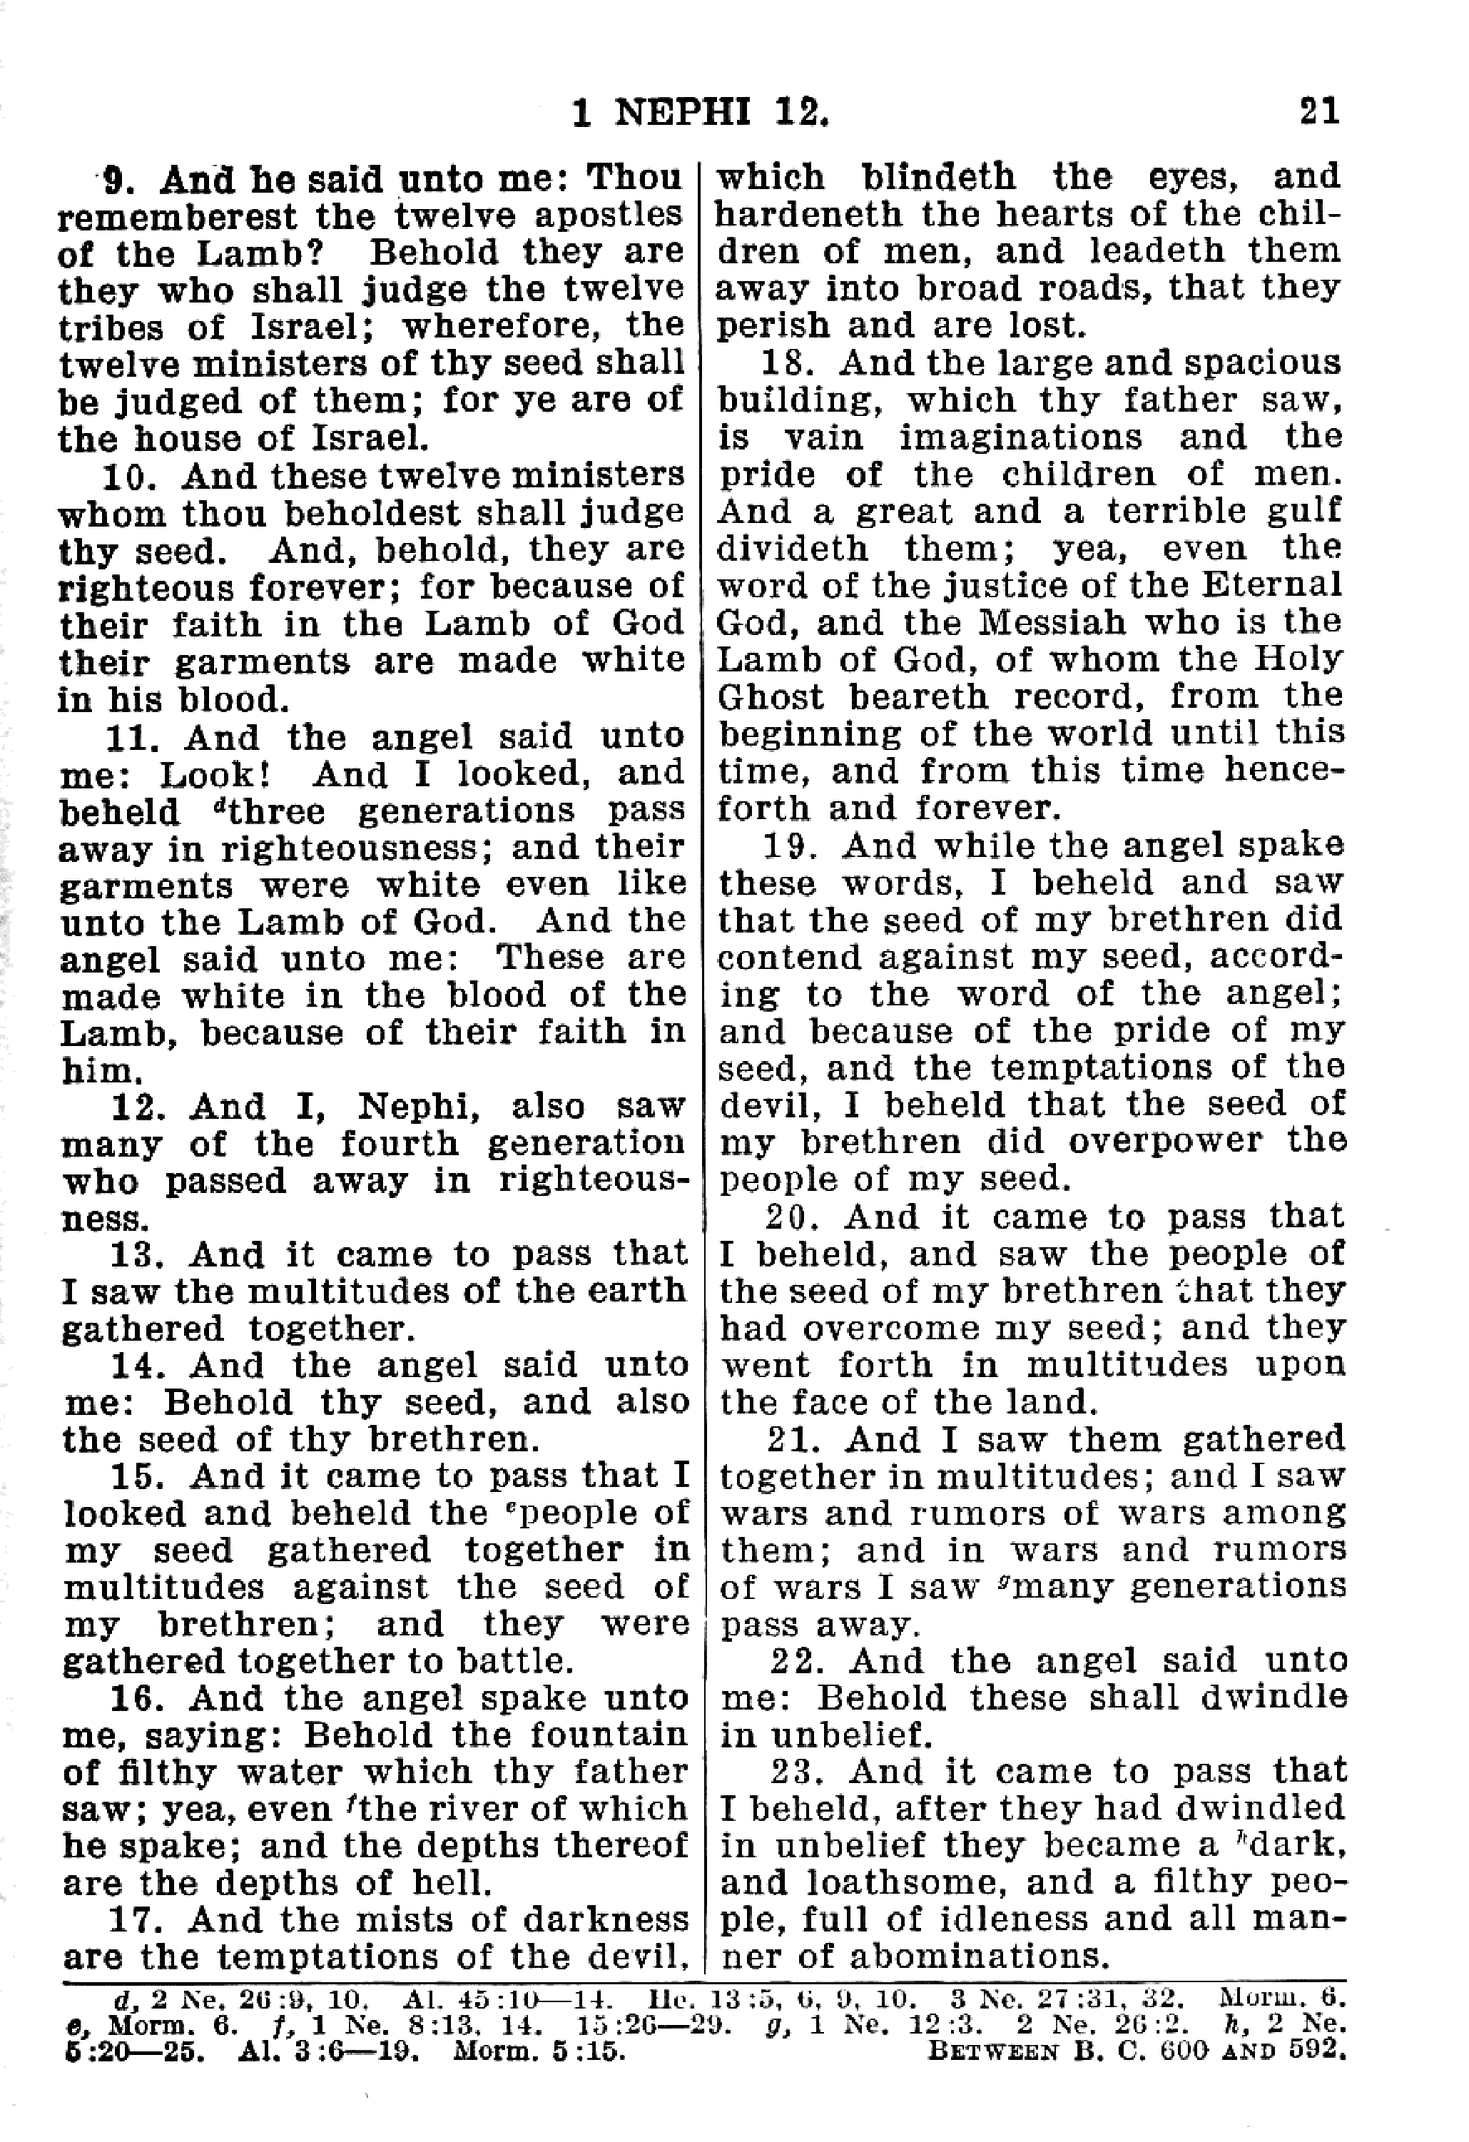 1 NEPHI 12.
21
9. And he said unto me: Thou
rememberest the twelve apostles
of the Lamb? Behold they are
they who shall judge the twelve
tribes of Israel; wherefore, the
twelve ministers of thy seed shall
be judged of them; for ye are of
the house of Israel.
10. And these twelve ministers
whom thou beholdest shall judge
thy seed. And, behold, they are
righteous forever; for because of
their faith in the Lamb of God
their garments are made white
in his blood.
11. And the angel said unto
me: Look! And I looked, and
beheld dthree generations pass
away in righteousness; and their
garments were white even like
unto the Lamb of God. And the
angel said unto me: These are
made white in the blood of the
Lamb, because of their faith in
him.
12. And I, Nephi, also saw
many of the fourth generation
who passed away in righteous-
ness.
13. And it came to pass that
I saw the multitudes of the earth
gathered together.
14. And the angel said unto
me: Behold thy seed, and also
the seed of thy brethren.
15. And it came to pass that I
looked and beheld the epeople of
my seed gathered together in
multitudes against the seed of
my brethren; and they were
gathered together to battle.
16. And the angel spake unto
me, saying: Behold the fountain
of filthy water which thy father
saw; yea, even fthe river of which
he spake; and the depths thereof
are the depths of hell.
17. And the mists of darkness
are the temptations of the devil,
which blindeth the eyes, and
hardeneth the hearts of the chil-
dren of men, and leadeth them
away into broad roads, that they
perish and are lost.
18. And the large and spacious
building, which thy father saw,
is vain imaginations and the
pride of the children of men.
And a great and a terrible gulf
divideth them; yea, even the
word of the justice of the Eternal
God, and the Messiah who is the
Lamb of God, of whom the Holy
Ghost beareth record, from the
beginning of the world until this
time, and from this time hence-
forth and forever.
19. And while the angel spake
these words, I beheld and saw
that the seed of my brethren did
contend against my seed, accord-
ing to the word of the angel;
and because of the pride of my
seed, and the temptations of the
devil, I beheld that the seed of
my brethren did overpower the
people of my seed.
20. And it came to pass that
I beheld, and saw the people of
the seed of my brethren that they
had overcome my seed; and they
went forth in multitudes upon
the face of the land.
21. And I saw them gathered
together in multitudes; and I saw
wars and rumors of wars among
them; and in wars and rumors
of wars I saw gmany generations
pass away.
22. And the angel said unto
me: Behold these shall dwindle
in unbelief.
23. And it came to pass that
I beheld, after they had dwindled
in unbelief they became a hdark,
and loathsome, and a filthy peo-
ple, full of idleness and all man-
ner of abominations.
d, 2 Ne. 26:9, 10. Al. 45:10—14. He. 13:5, 6, 9, 10. 3 Ne. 27:31, 32. Morm. 6.
e, Morm. 6. f, 1 Ne. 8:13, 14. 15:26—29. g, 1 Ne. 12:3. 2 Ne. 26:2. h, 2 Ne.
5:20—25. Al. 3:6—19. Morm. 5:15. BETWEEN B. C. 600 AND 592.